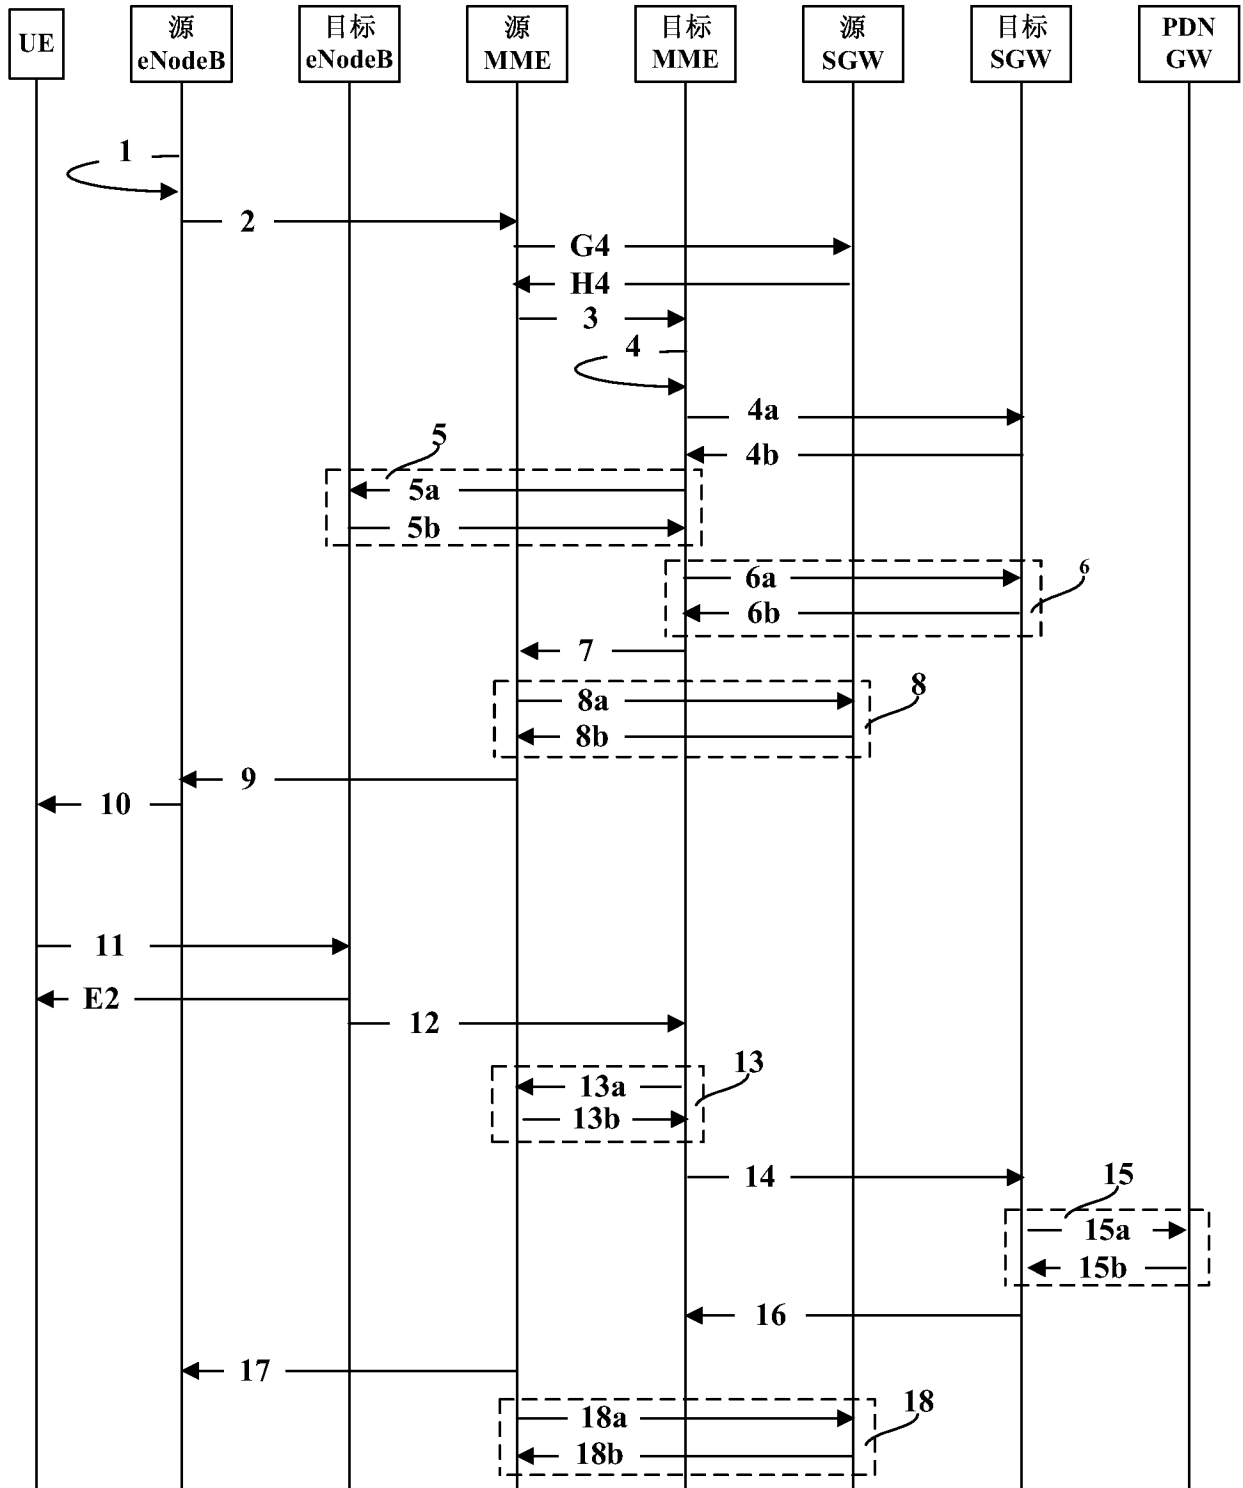 UE
源
eNodeB
目标
eNodeB
源
MME
目标
MME
源
SGW
目标
SGW
PDN
GW
1
2
G4
H4
3
4
4a
5
4b
5a
5b
6
6a
6b
7
8
8a
8b
9
10
11
E2
12
13
13a
13b
14
15
15a
15b
16
17
18
18a
18b